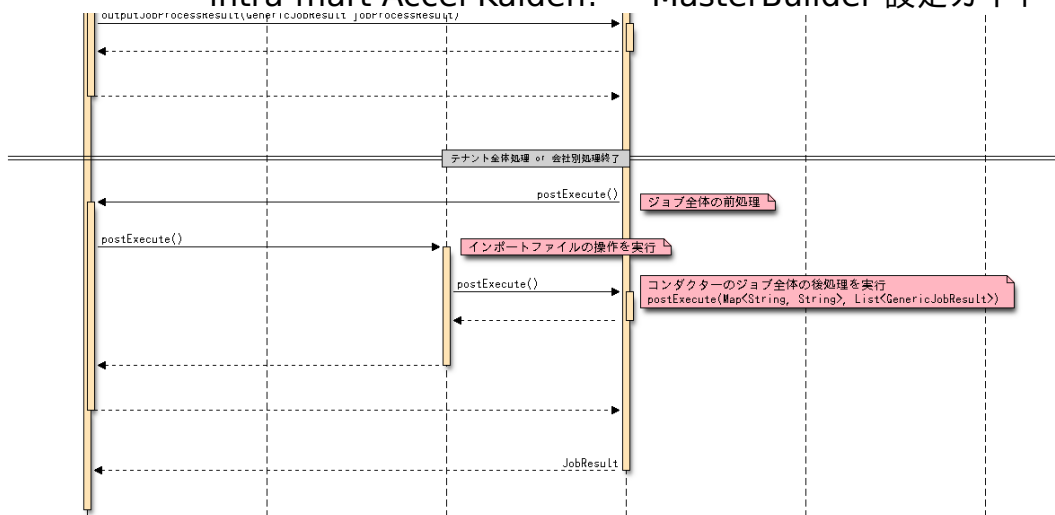 intra-mart Accel Kaiden! MasterBuilder 設定ガイド
outputJobProcessResult(GenericJobResult jobProcessResult)
テナント全体処理 or 会社別処理終了
postExecute()
ジョブ全体の前処理
postExecute()
インポートファイルの操作を実行
postExecute()
コンダクターのジョブ全体の後処理を実行
postExecute(Map<String, String>, List<GenericJobResult>)
JobResult